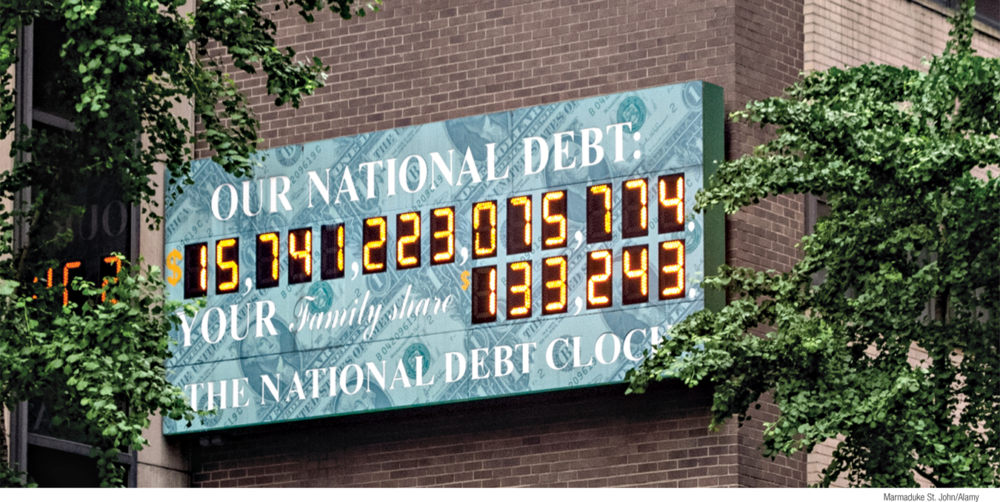 OUR NATIONAL DEBT:
$15,741,223,075,774.
YOUR Family share $133,243.
THE NATIONAL DEBT CLOCK
Marmaduke St. John/Alamy